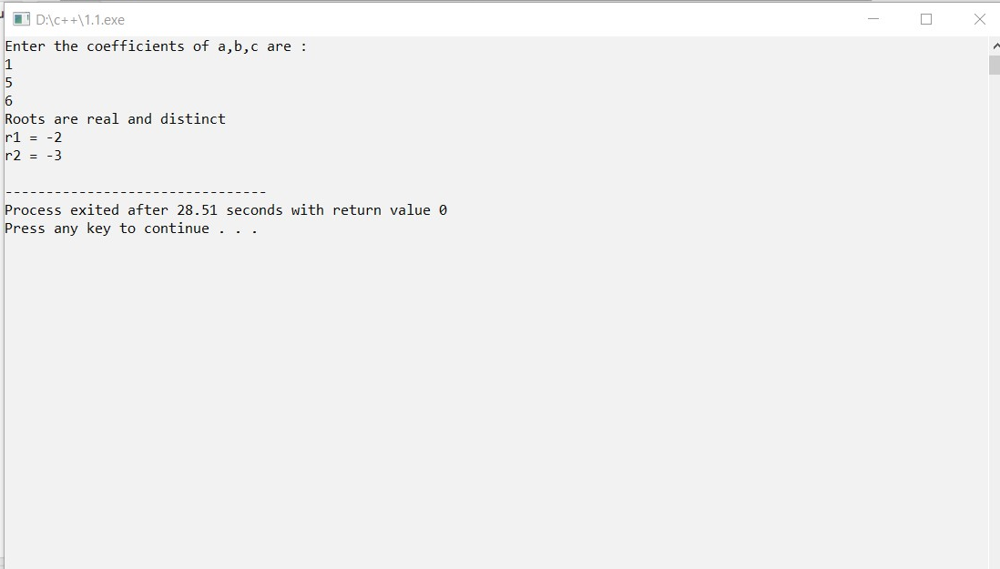 D:\c++\1.1.exe
Enter the coefficients of a,b,c are :
1
5
6
Roots are real and distinct
r1 = -2
r2 = -3
--------------------------------
Process exited after 28.51 seconds with return value 0
Press any key to continue . . .